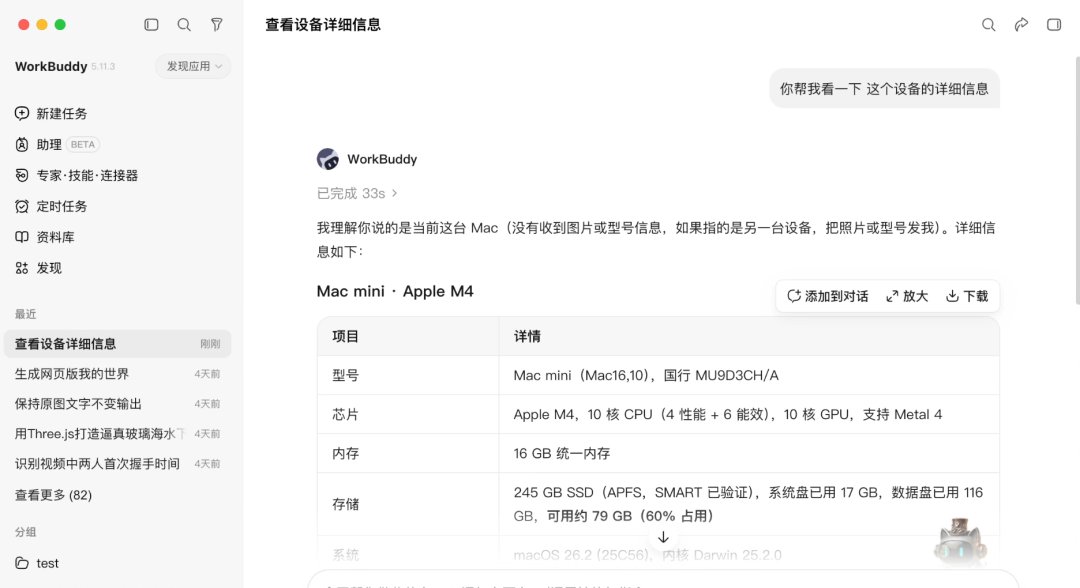 查看设备详细信息
WorkBuddy 5.11.3
发现应用
新建任务
助理 BETA
专家·技能·连接器
定时任务
资料库
发现
最近
查看设备详细信息 刚刚
生成网页版我的世界 4天前
保持原图文字不变输出 4天前
用Three.js打造逼真玻璃海水 4天前
识别视频中两人首次握手时间 4天前
查看更多 (82)
分组
test
你帮我看一下 这个设备的详细信息
WorkBuddy
已完成 33s
我理解你说的是当前这台 Mac（没有收到图片或型号信息，如果指的是另一台设备，把照片或型号发我）。详细信
息如下：
Mac mini · Apple M4
添加到对话 放大 下载
项目 详情
型号 Mac mini（Mac16,10），国行 MU9D3CH/A
芯片 Apple M4，10 核 CPU（4 性能 + 6 能效），10 核 GPU，支持 Metal 4
内存 16 GB 统一内存
存储 245 GB SSD（APFS，SMART 已验证），系统盘已用 17 GB，数据盘已用 116
GB，可用约 79 GB（60% 占用）
系统 macOS 26.2 (25C56)，内核 Darwin 25.2.0